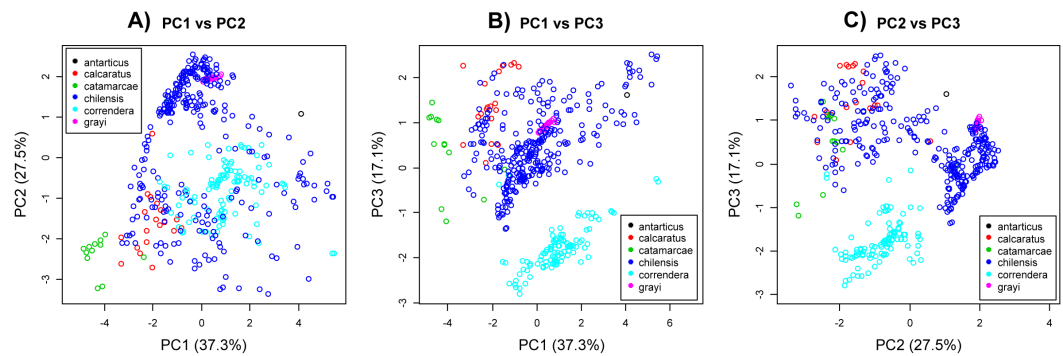 A) PC1 vs PC2
antarticus
calcaratus
catamarcae
chilensis
correndera
grayi
PC2 (27.5%)
2
1
0
-1
-2
-3
-4
-2
0
2
4
PC1 (37.3%)
B) PC1 vs PC3
PC3 (17.1%)
2
1
0
-1
-2
-3
antarticus
calcaratus
catamarcae
chilensis
correndera
grayi
-4
-2
0
2
4
6
PC1 (37.3%)
C) PC2 vs PC3
PC3 (17.1%)
2
1
0
-1
-2
-3
antarticus
calcaratus
catamarcae
chilensis
correndera
grayi
-4
-2
0
2
4
PC2 (27.5%)